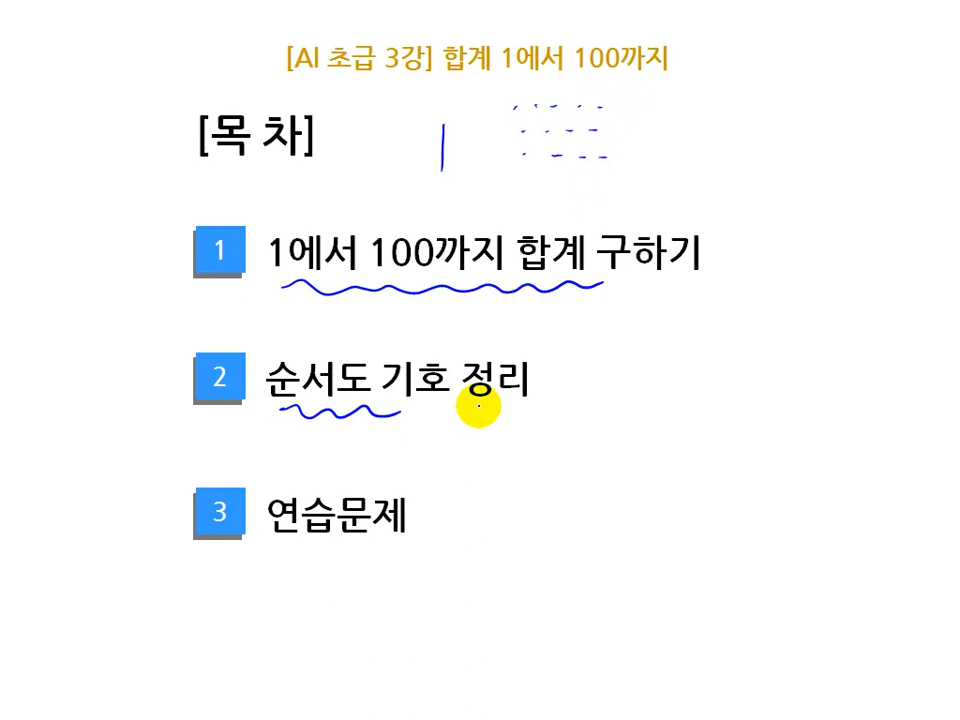 [AI 초급 3강] 합계 1에서 100까지
[목 차]
1 1에서 100까지 합계 구하기
2 순서도 기호 정리
3 연습문제